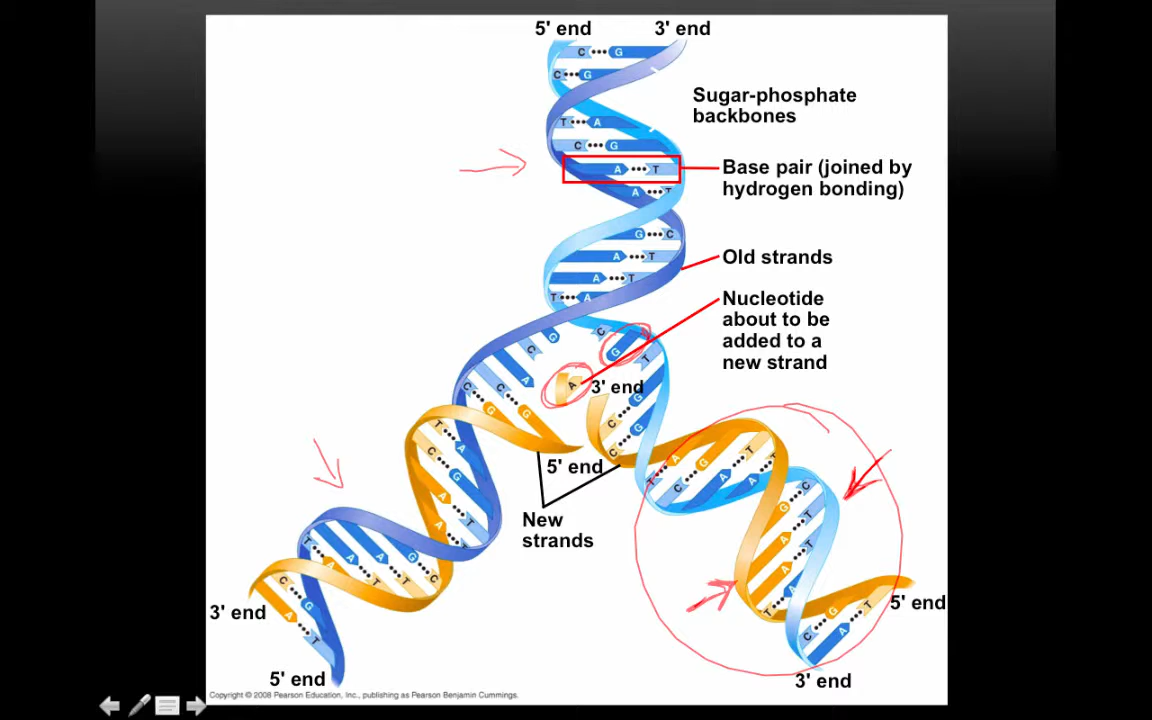 5' end 3' end
C G
C G
Sugar-phosphate
backbones
T A
C G
A T
Base pair (joined by
hydrogen bonding)
A T
G C
A T
Old strands
A T
T A
Nucleotide
about to be
added to a
new strand
G C
C G T
A A 3' end
C C G
G G C G
T A C
5' end
C G
A T
A T
New
strands
T A G T
T C G A A
C
G T
A T
A
T A
T A A G
C A T T C
3' end
G
A T
5' end
5' end
C G T
A
3' end
Copyright © 2008 Pearson Education, Inc., publishing as Pearson Benjamin Cummings.